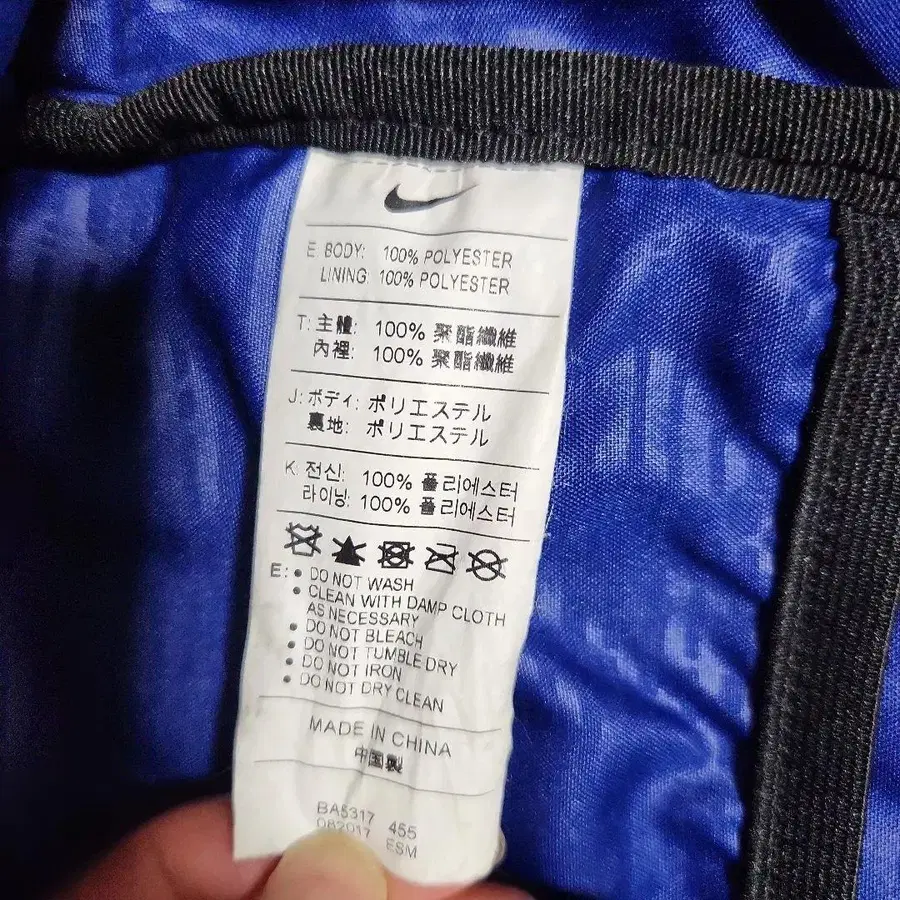 E. BODY: 100% POLYESTER
LINING: 100% POLYESTER
T: 主體: 100% 聚酯纖維
內裡: 100% 聚酯纖維
J: ボディ: ポリエステル
裏地: ポリエステル
K: 전신: 100% 폴리에스터
라이닝: 100% 폴리에스터
E: • DO NOT WASH
• CLEAN WITH DAMP CLOTH
AS NECESSARY
• DO NOT BLEACH
• DO NOT TUMBLE DRY
• DO NOT IRON
• DO NOT DRY CLEAN
MADE IN CHINA
中国製
BA5317 455
082017 ESM